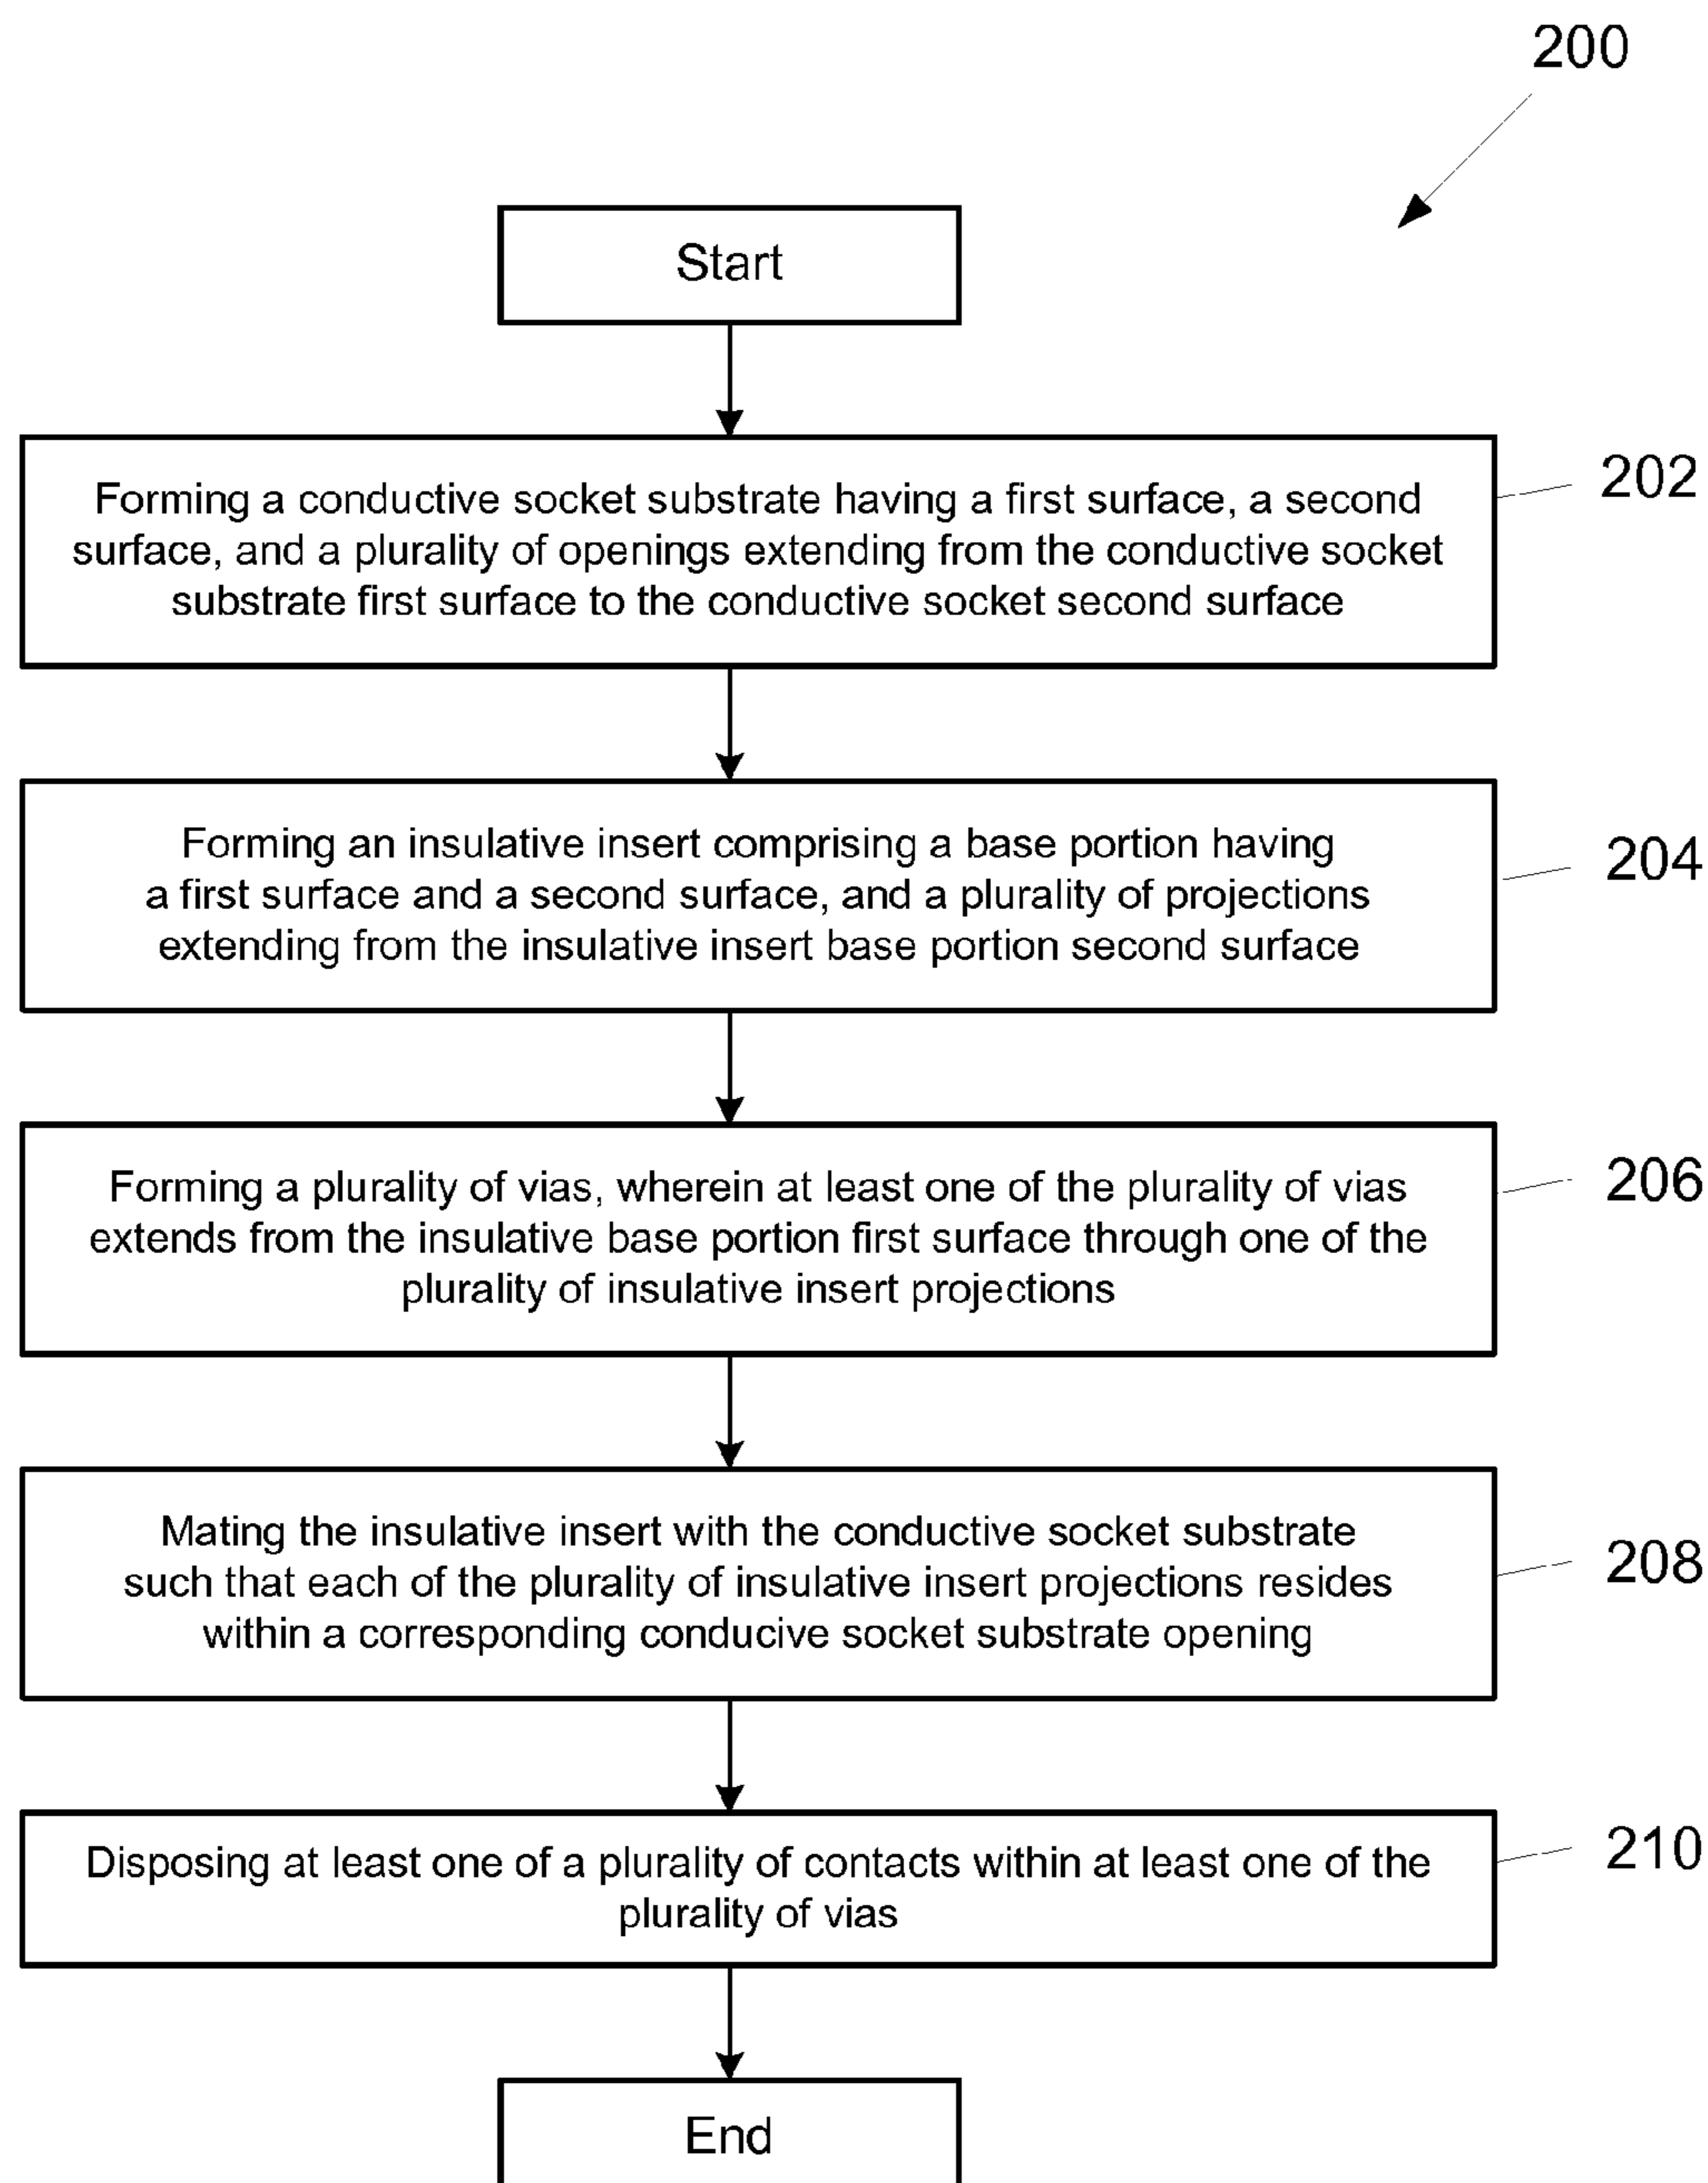 200
Start
Forming a conductive socket substrate having a first surface, a second
surface, and a plurality of openings extending from the conductive socket
substrate first surface to the conductive socket second surface
202
Forming an insulative insert comprising a base portion having
a first surface and a second surface, and a plurality of projections
extending from the insulative insert base portion second surface
204
Forming a plurality of vias, wherein at least one of the plurality of vias
extends from the insulative base portion first surface through one of the
plurality of insulative insert projections
206
Mating the insulative insert with the conductive socket substrate
such that each of the plurality of insulative insert projections resides
within a corresponding conducive socket substrate opening
208
Disposing at least one of a plurality of contacts within at least one of the
plurality of vias
210
End